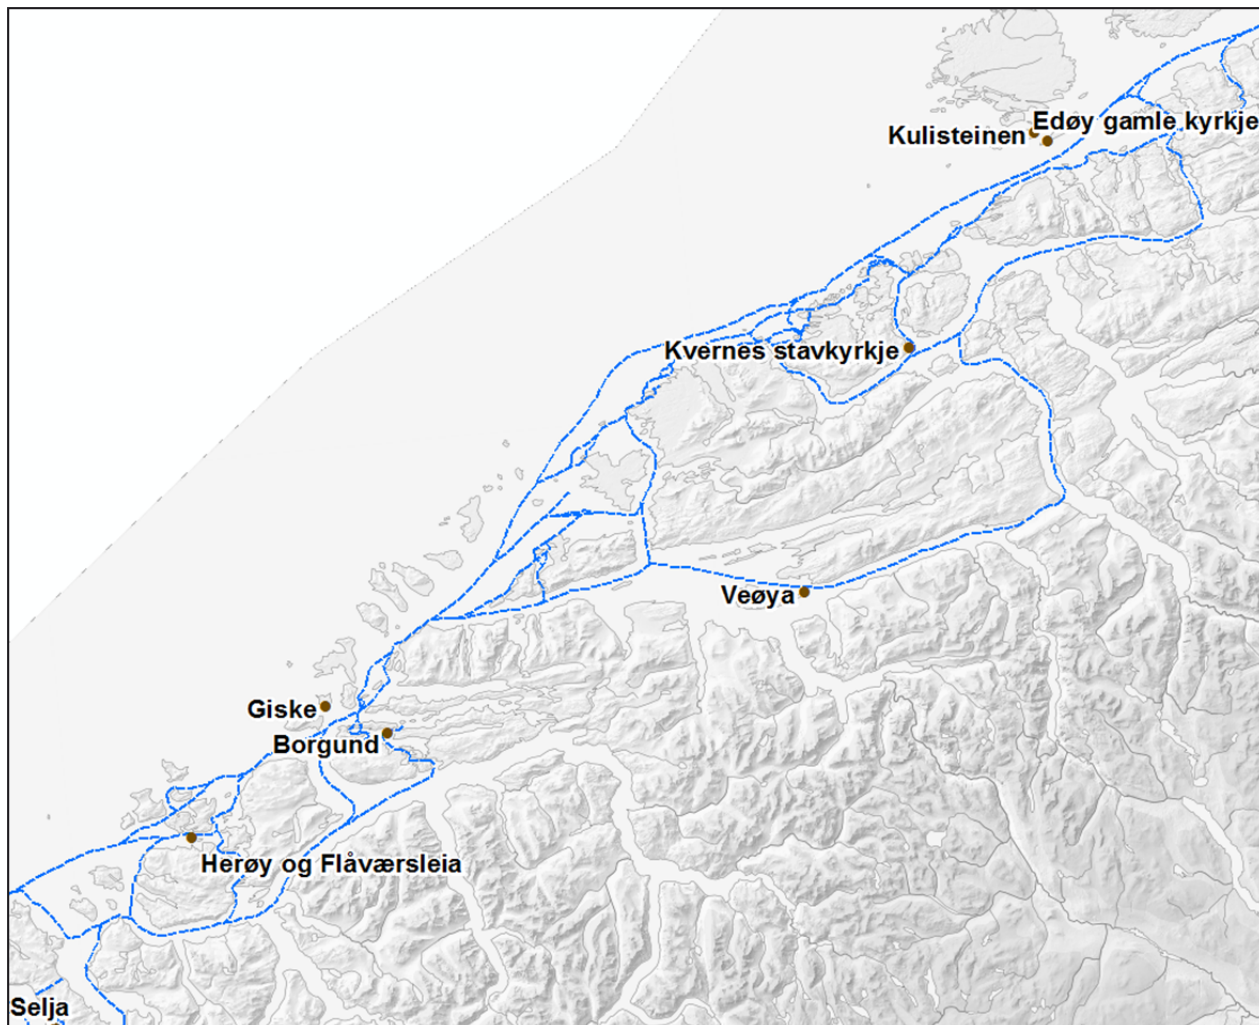 Edøy gamle kyrkje
Kulisteinen
Kvernes stavkyrkje
Veøya
Giske
Borgund
Herøy og Flåværsleia
Selja